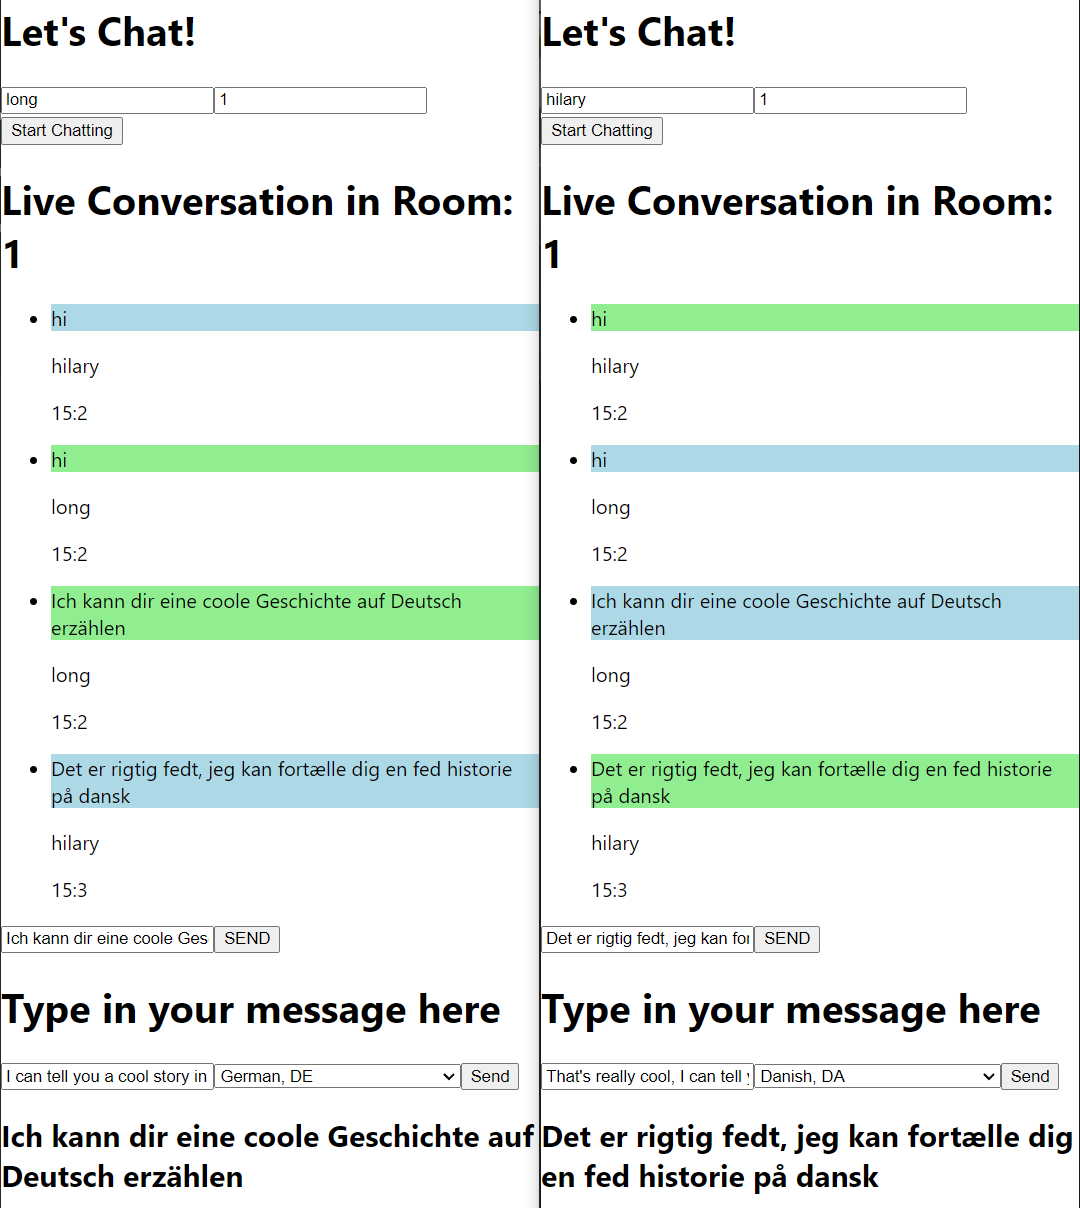 Let's Chat!
long
1
Start Chatting
Live Conversation in Room:
1
hi
hilary
15:2
hi
long
15:2
Ich kann dir eine coole Geschichte auf Deutsch
erzählen
long
15:2
Det er rigtig fedt, jeg kan fortælle dig en fed historie
på dansk
hilary
15:3
Ich kann dir eine coole Ges
SEND
Type in your message here
I can tell you a cool story in
German, DE
Send
Ich kann dir eine coole Geschichte auf
Deutsch erzählen
Let's Chat!
hilary
1
Start Chatting
Live Conversation in Room:
1
hi
hilary
15:2
hi
long
15:2
Ich kann dir eine coole Geschichte auf Deutsch
erzählen
long
15:2
Det er rigtig fedt, jeg kan fortælle dig en fed historie
på dansk
hilary
15:3
Det er rigtig fedt, jeg kan for
SEND
Type in your message here
That's really cool, I can tell
Danish, DA
Send
Det er rigtig fedt, jeg kan fortælle dig
en fed historie på dansk